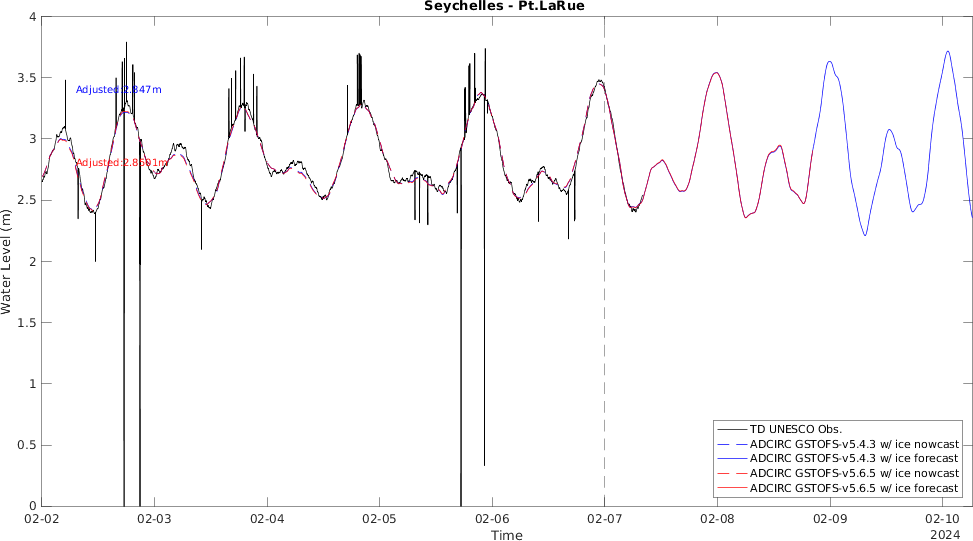 Seychelles - Pt.LaRue
Water Level (m)
4
3.5
3
2.5
2
1.5
1
0.5
0
Adjusted:2.847m
Adjusted:2.8601m
TD UNESCO Obs.
ADCIRC GSTOFS-v5.4.3 w/ ice nowcast
ADCIRC GSTOFS-v5.4.3 w/ ice forecast
ADCIRC GSTOFS-v5.6.5 w/ ice nowcast
ADCIRC GSTOFS-v5.6.5 w/ ice forecast
02-02 02-03 02-04 02-05 02-06 02-07 02-08 02-09 02-10
Time 2024